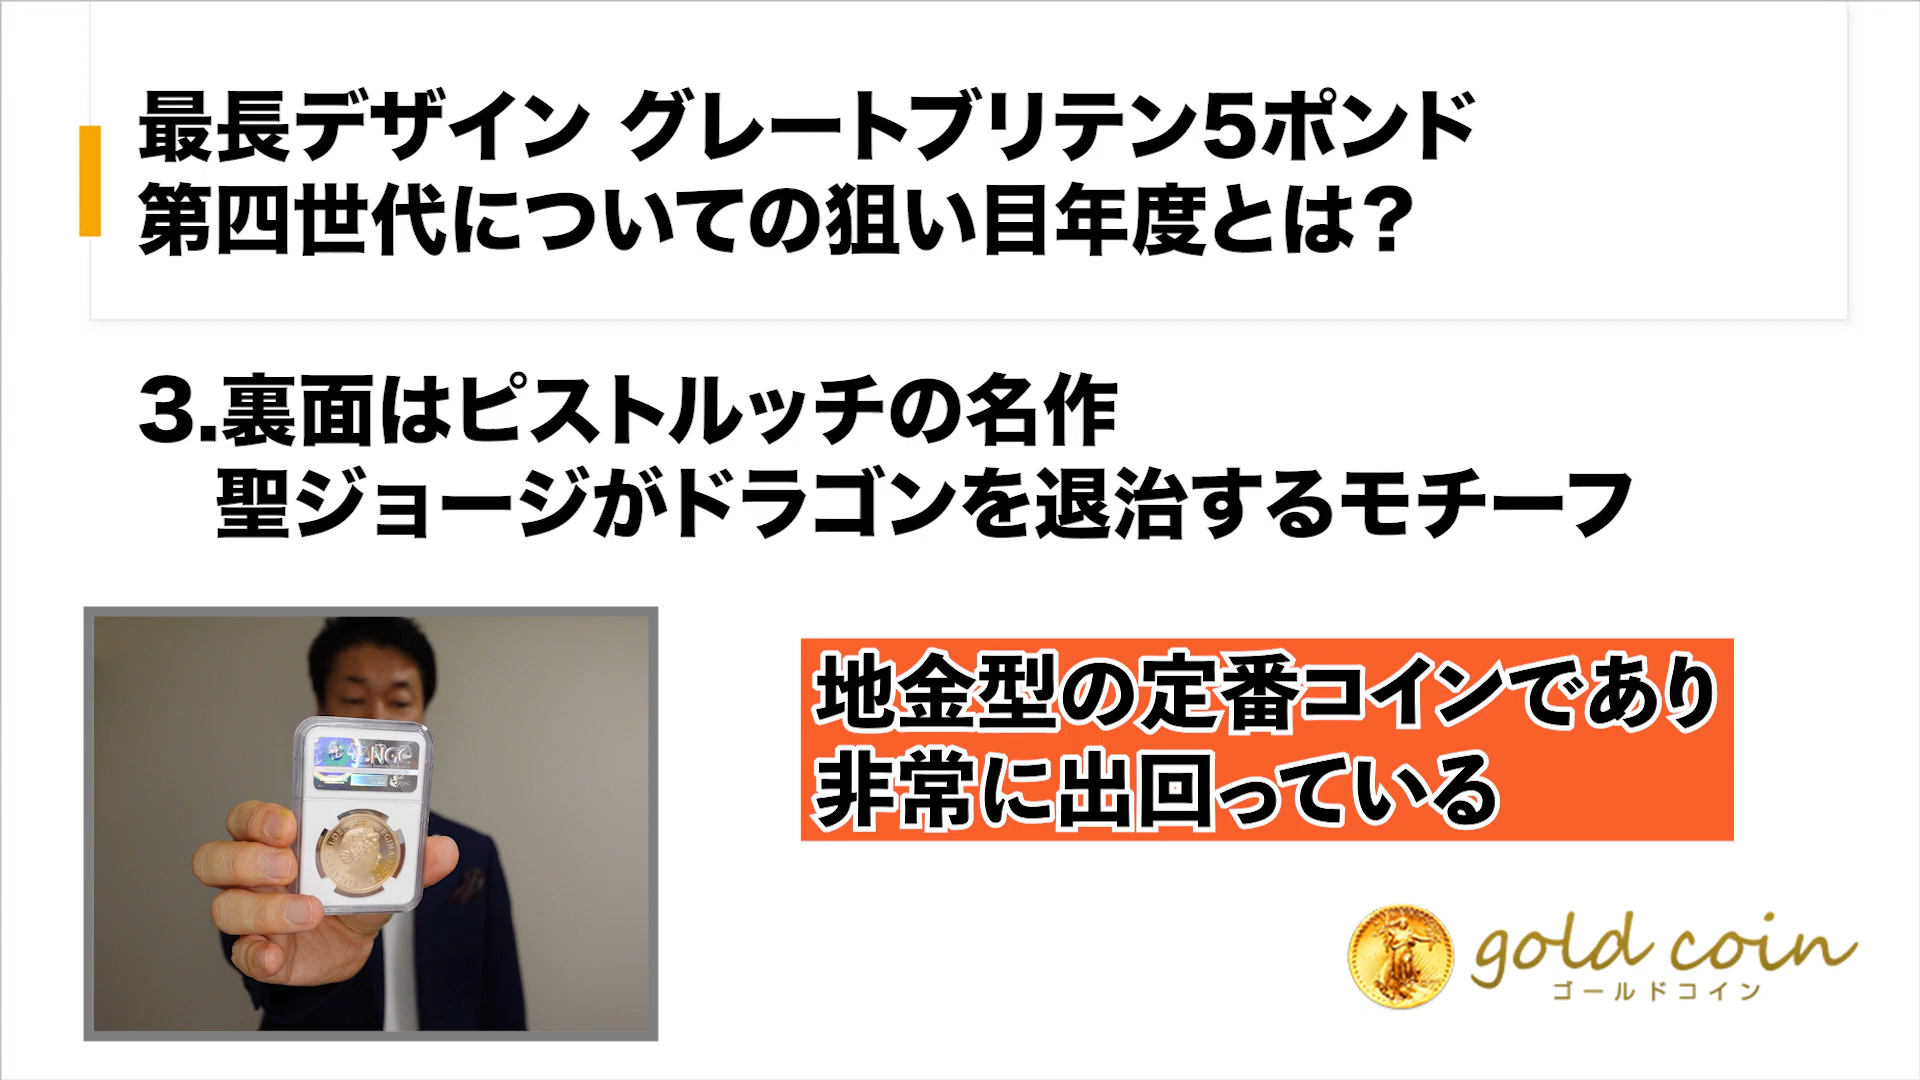 最長デザイン グレートブリテン5ポンド
第四世代についての狙い目年度とは？
3.裏面はピストルッチの名作
聖ジョージがドラゴンを退治するモチーフ
地金型の定番コインであり
非常に出回っている
NGC
gold coin
ゴールドコイン